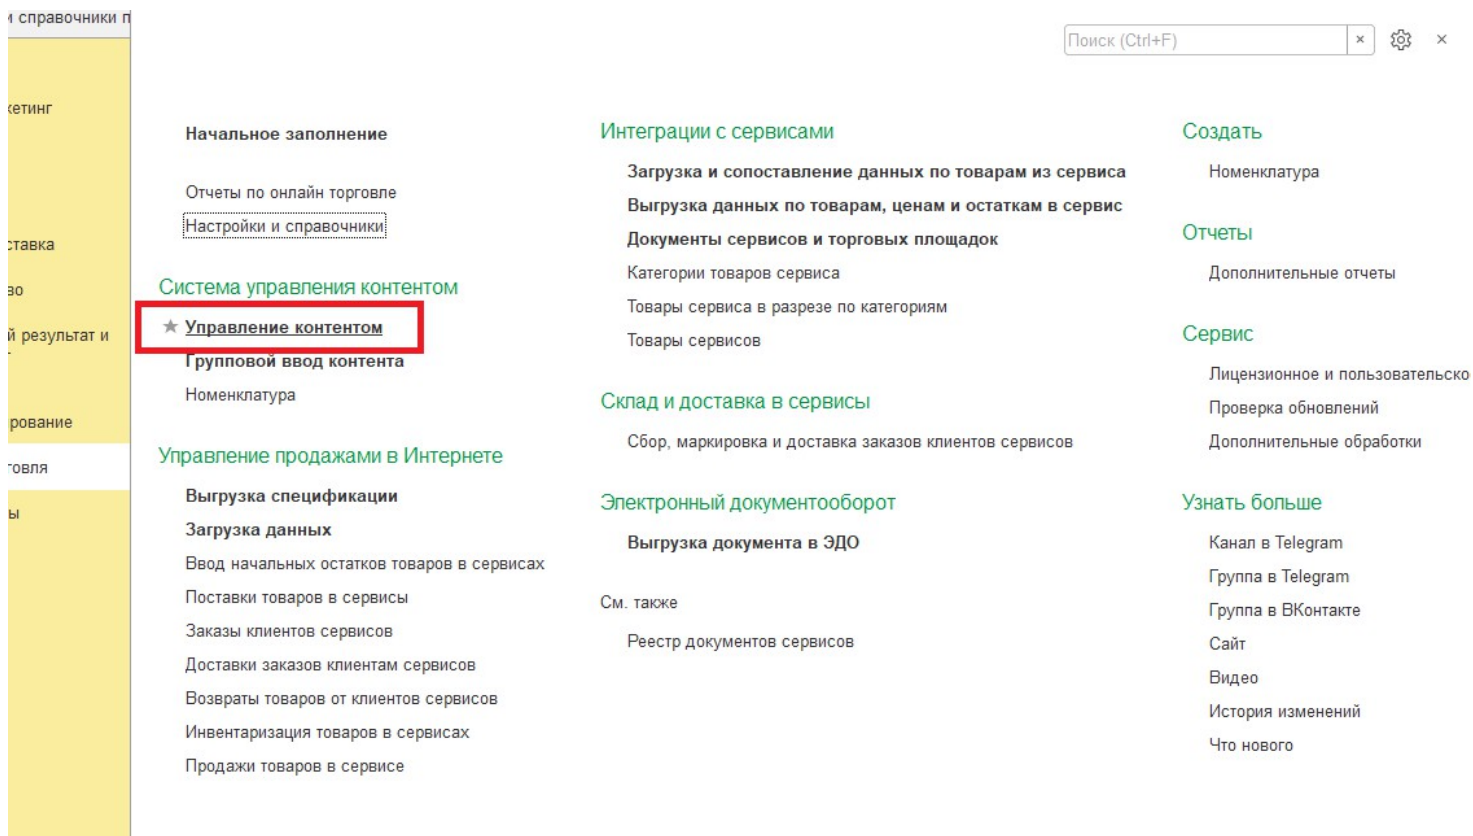 и справочники п
кетинг
ставка
во
й результат и
рование
говля
ы
Поиск (Ctrl+F)
Начальное заполнение
Отчеты по онлайн торговле
Настройки и справочники
Система управления контентом
Управление контентом
Групповой ввод контента
Номенклатура
Управление продажами в Интернете
Выгрузка спецификации
Загрузка данных
Ввод начальных остатков товаров в сервисах
Поставки товаров в сервисы
Заказы клиентов сервисов
Доставки заказов клиентам сервисов
Возвраты товаров от клиентов сервисов
Инвентаризация товаров в сервисах
Продажи товаров в сервисе
Интеграции с сервисами
Загрузка и сопоставление данных по товарам из сервиса
Выгрузка данных по товарам, ценам и остаткам в сервис
Документы сервисов и торговых площадок
Категории товаров сервиса
Товары сервиса в разрезе по категориям
Товары сервисов
Склад и доставка в сервисы
Сбор, маркировка и доставка заказов клиентов сервисов
Электронный документооборот
Выгрузка документа в ЭДО
См. также
Реестр документов сервисов
Создать
Номенклатура
Отчеты
Дополнительные отчеты
Сервис
Лицензионное и пользовательско
Проверка обновлений
Дополнительные обработки
Узнать больше
Канал в Telegram
Группа в Telegram
Группа в ВКонтакте
Сайт
Видео
История изменений
Что нового